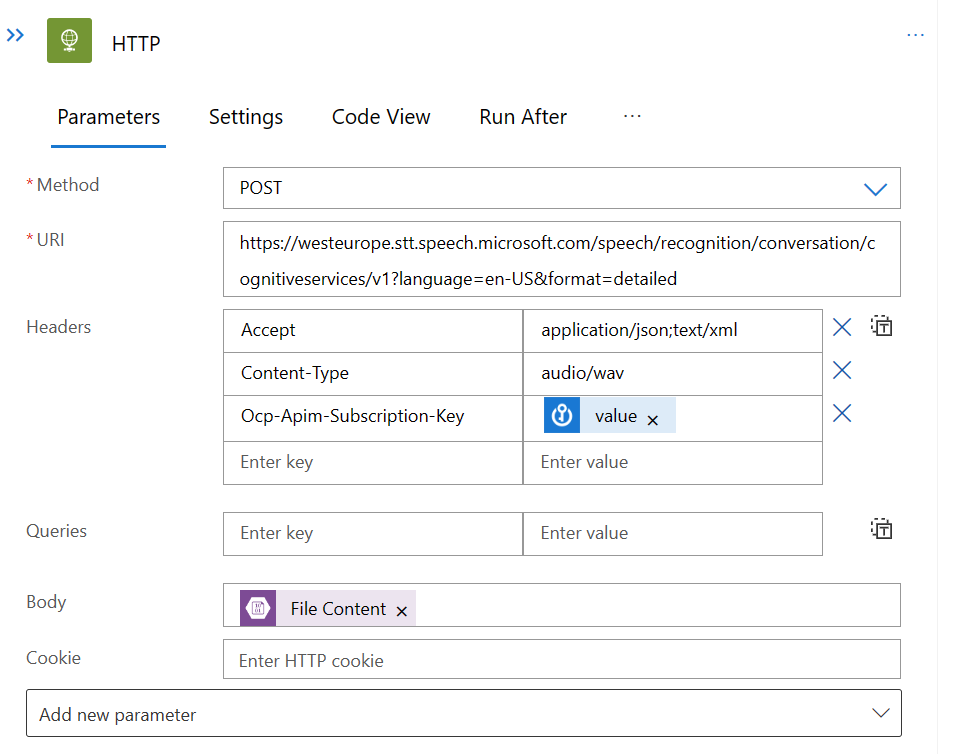 HTTP
Parameters Settings Code View Run After ...
* Method POST
* URI https://westeurope.stt.speech.microsoft.com/speech/recognition/conversation/c
ognitiveservices/v1?language=en-US&format=detailed
Headers Accept application/json;text/xml
Content-Type audio/wav
Ocp-Apim-Subscription-Key value
Enter key Enter value
Queries Enter key Enter value
Body File Content
Cookie Enter HTTP cookie
Add new parameter